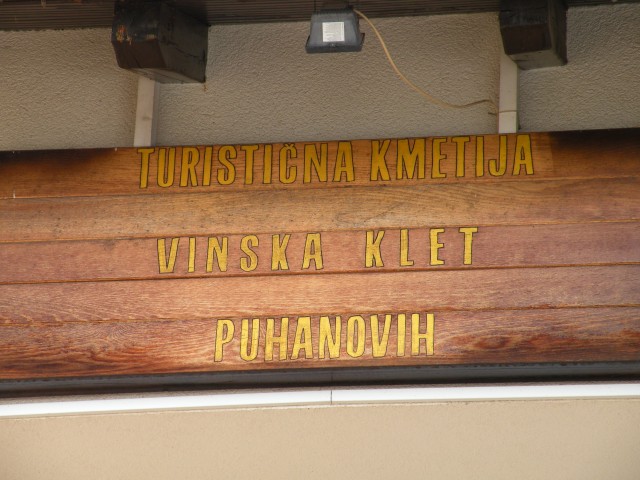 TURISTIČNA KMETIJA
VINSKA KLET
PUHANOVIH